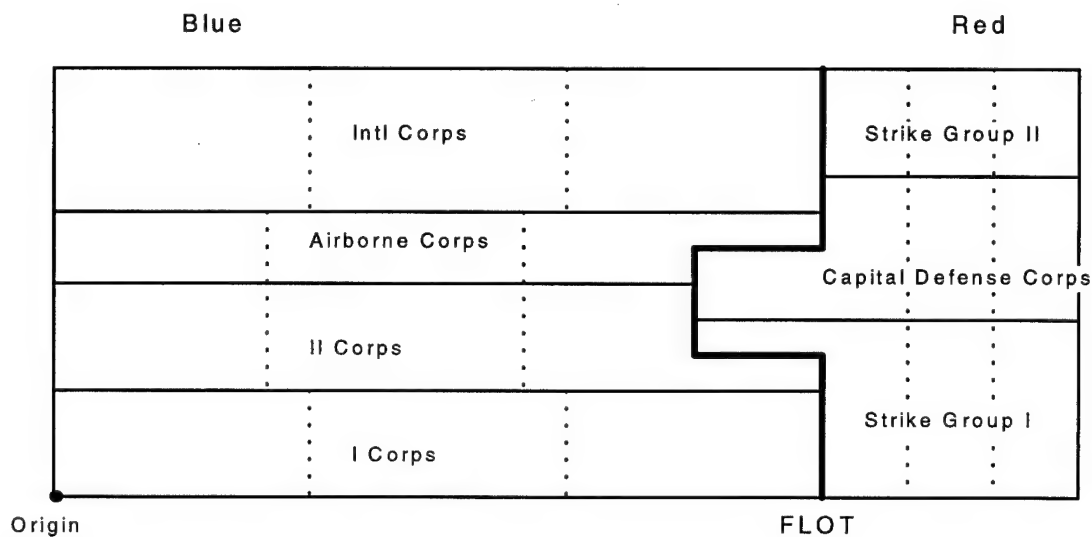 Blue
Red
Intl Corps
Strike Group II
Airborne Corps
Capital Defense Corps
II Corps
Strike Group I
I Corps
Origin
FLOT